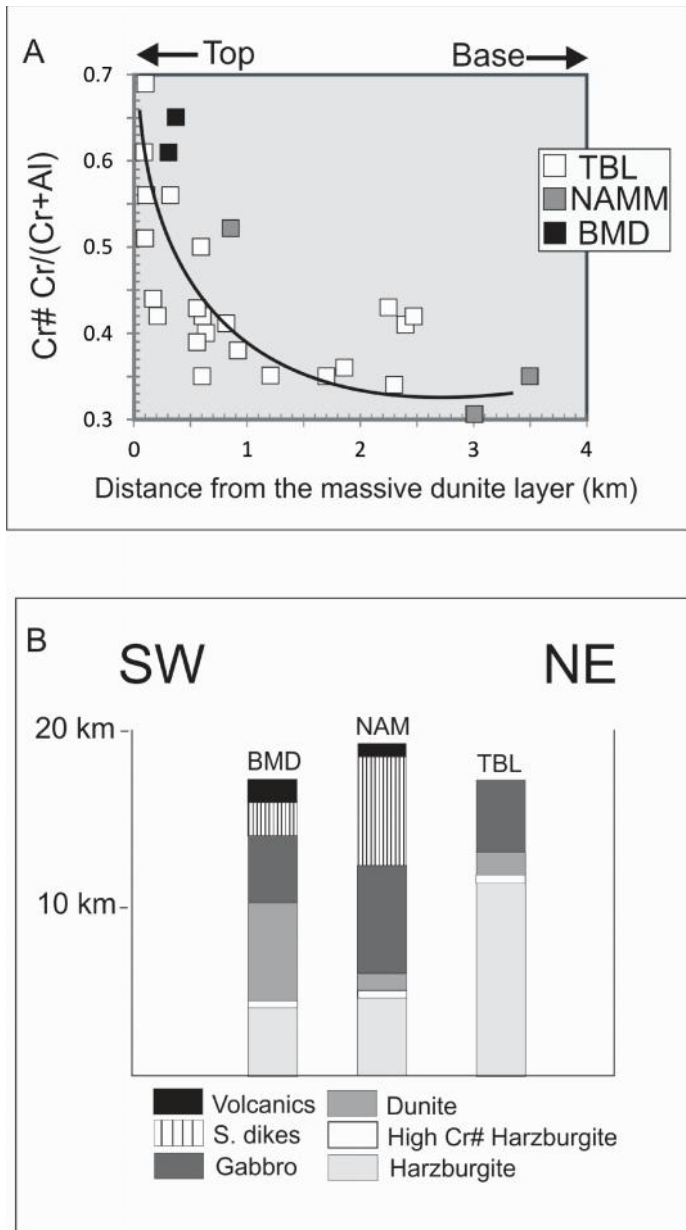 A
Top
Base
0.7
0.6
0.5
0.4
0.3
Cr# Cr/(Cr+Al)
TBL
NAMM
BMD
0 1 2 3 4
Distance from the massive dunite layer (km)
B
SW NE
20 km
10 km
BMD
NAM
TBL
Volcanics
S. dikes
Gabbro
Dunite
High Cr# Harzburgite
Harzburgite